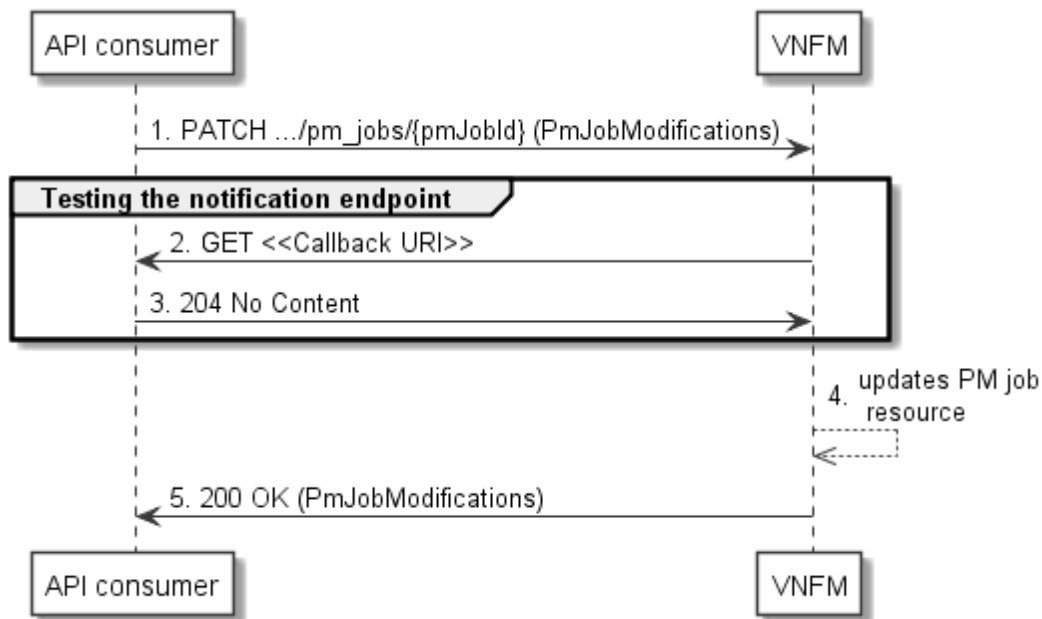 API consumer
VNFM
1. PATCH .../pm_jobs/{pmJobId} (PmJobModifications)
Testing the notification endpoint
2. GET <<Callback URI>>
3. 204 No Content
4. updates PM job
resource
5. 200 OK (PmJobModifications)
API consumer
VNFM